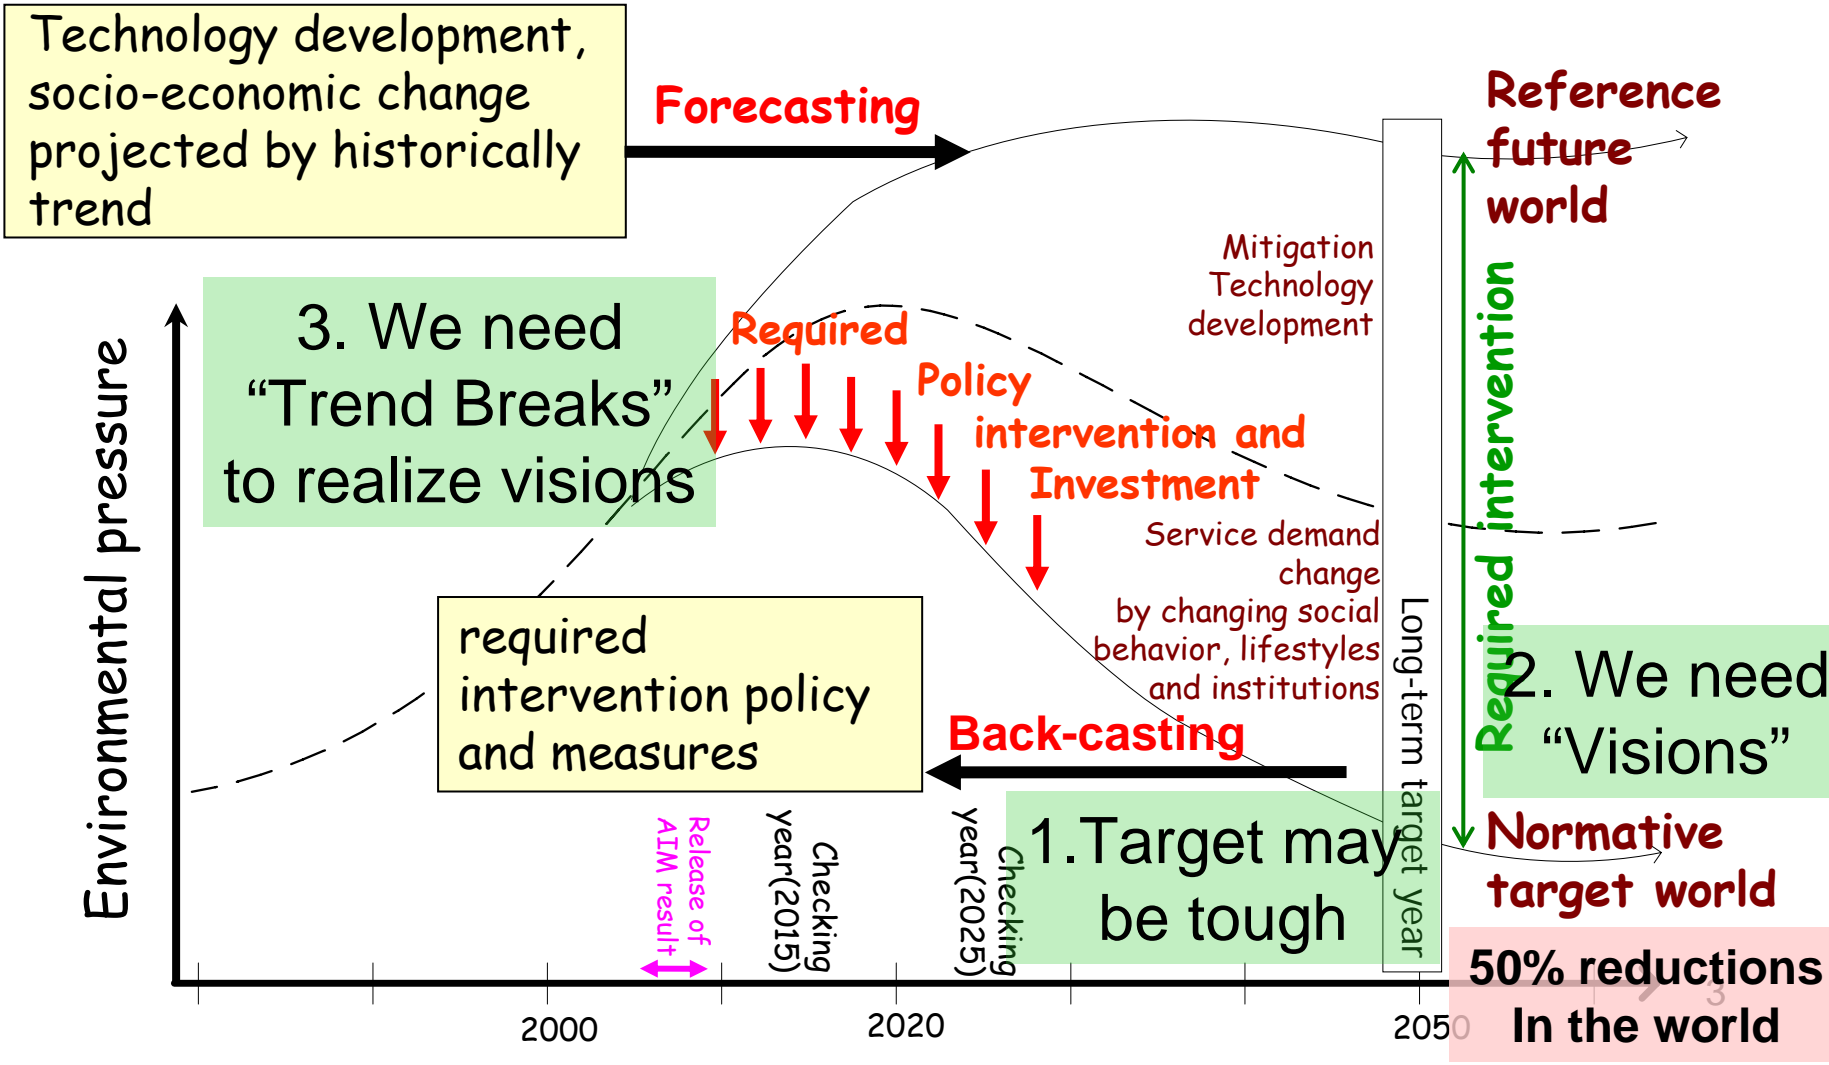 Technology development,
socio-economic change
projected by historically
trend
Forecasting
Reference
future
world
Mitigation
Technology
development
3. We need
“Trend Breaks”
to realize visions
Required
Policy
intervention and
Investment
Service demand
change
by changing social
behavior, lifestyles
and institutions
Required intervention
2. We need
“Visions”
Environmental pressure
required
intervention policy
and measures
Back-casting
Long-term target year
1.Target may
be tough
Normative
target world
Release of
AIM result
Checking
year(2015)
Checking
year(2025)
50% reductions
In the world
3
2000
2020
2050